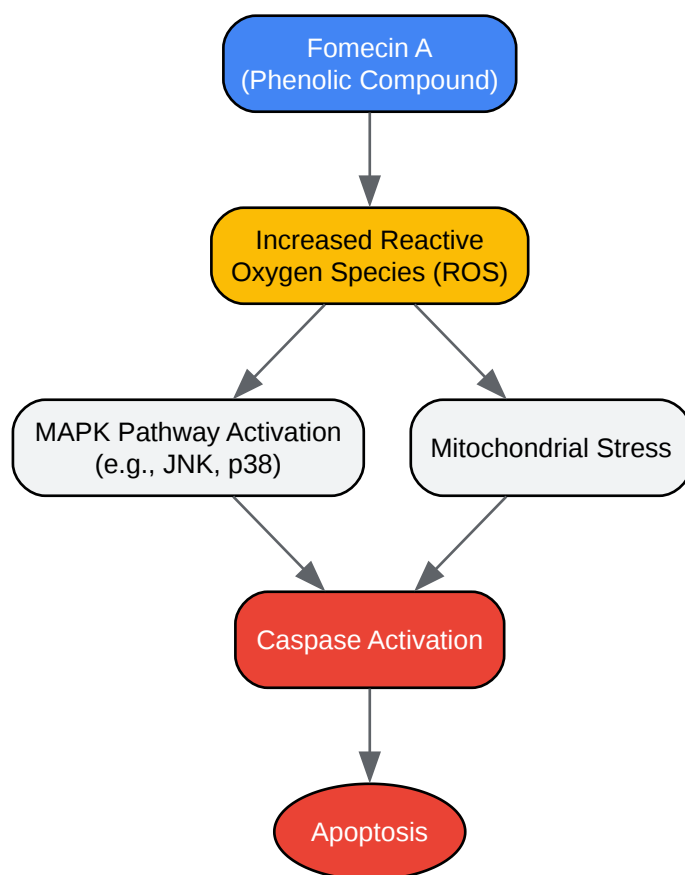 Fomecin A
(Phenolic Compound)
Increased Reactive
Oxygen Species (ROS)
MAPK Pathway Activation
(e.g., JNK, p38)
Mitochondrial Stress
Caspase Activation
Apoptosis